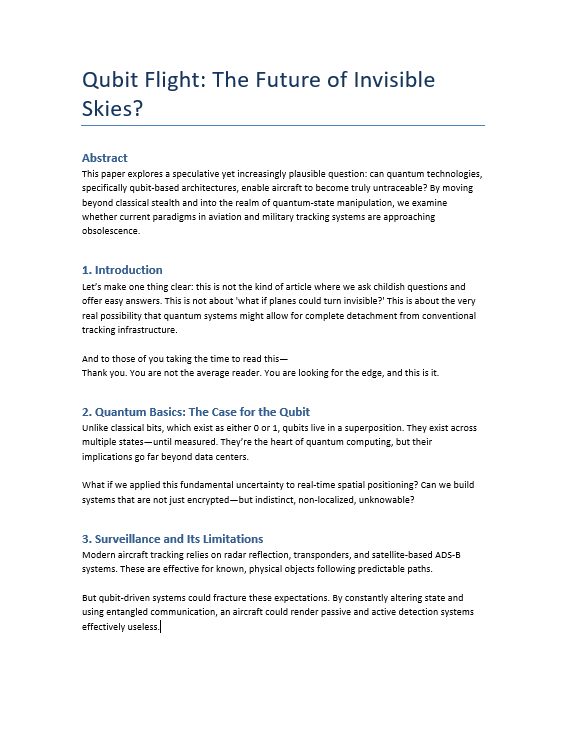 Qubit Flight: The Future of Invisible
Skies?
Abstract
This paper explores a speculative yet increasingly plausible question: can quantum technologies,
specifically qubit-based architectures, enable aircraft to become truly untraceable? By moving
beyond classical stealth and into the realm of quantum-state manipulation, we examine
whether current paradigms in aviation and military tracking systems are approaching
obsolescence.
1. Introduction
Let's make one thing clear: this is not the kind of article where we ask childish questions and
offer easy answers. This is not about 'what if planes could turn invisible?' This is about the very
real possibility that quantum systems might allow for complete detachment from conventional
tracking infrastructure.
And to those of you taking the time to read this—
Thank you. You are not the average reader. You are looking for the edge, and this is it.
2. Quantum Basics: The Case for the Qubit
Unlike classical bits, which exist as either 0 or 1, qubits live in a superposition. They exist across
multiple states—until measured. They're the heart of quantum computing, but their
implications go far beyond data centers.
What if we applied this fundamental uncertainty to real-time spatial positioning? Can we build
systems that are not just encrypted—but indistinct, non-localized, unknowable?
3. Surveillance and Its Limitations
Modern aircraft tracking relies on radar reflection, transponders, and satellite-based ADS-B
systems. These are effective for known, physical objects following predictable paths.
But qubit-driven systems could fracture these expectations. By constantly altering state and
using entangled communication, an aircraft could render passive and active detection systems
effectively useless.